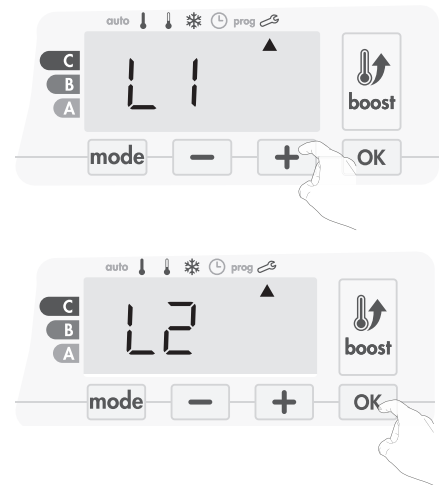 auto prog
C
L1
B
A
boost
mode - + OK
auto prog
C
L2
B
A
boost
mode - + OK